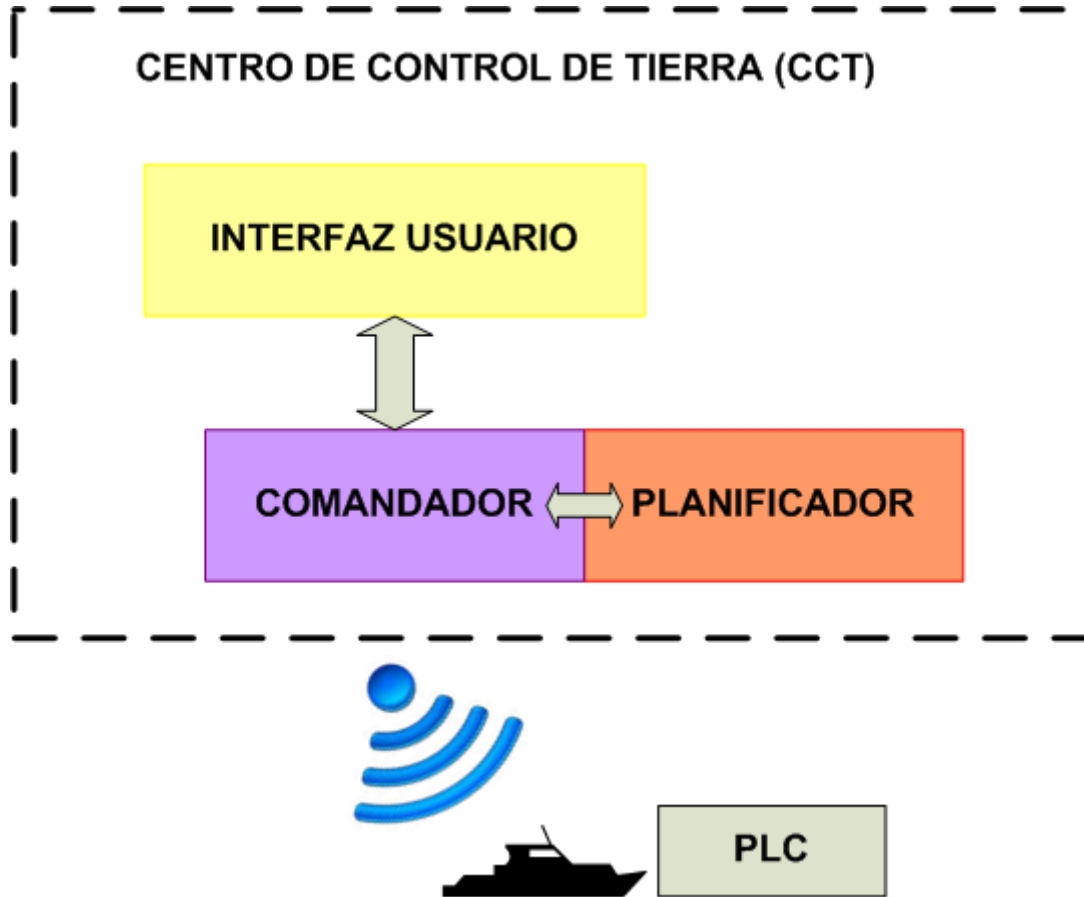 CENTRO DE CONTROL DE TIERRA (CCT)
INTERFAZ USUARIO
COMANDADOR
PLANIFICADOR
PLC